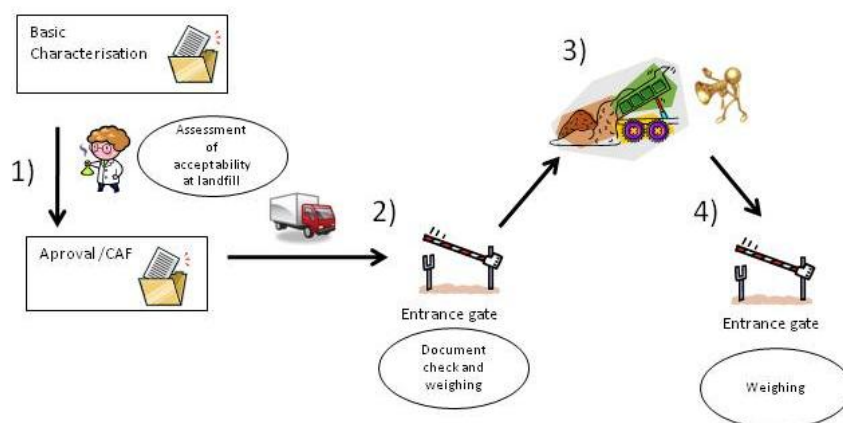 Basic
Characterisation
1)
Assessment
of
acceptability
at landfill
Aproval /CAF
2)
Entrance gate
Document
check and
weighing
3)
4)
Entrance gate
Weighing